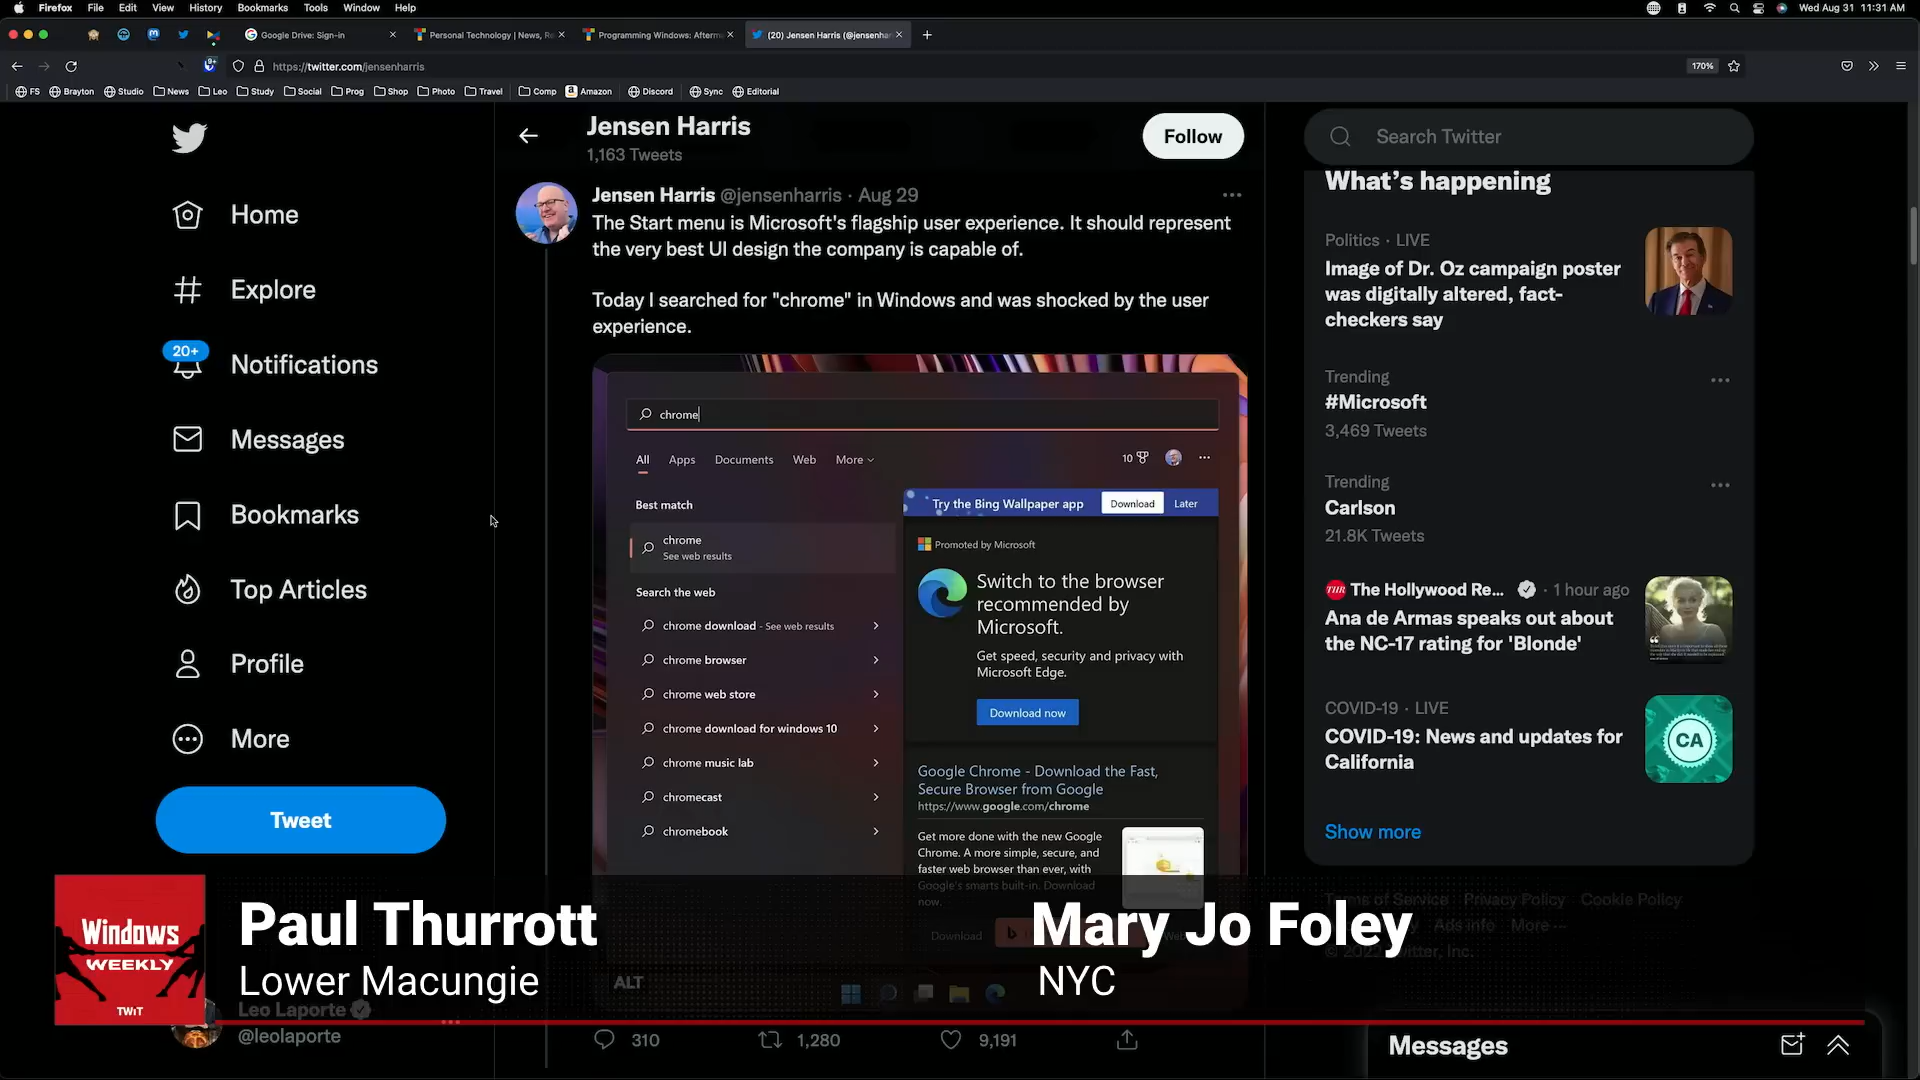 Firefox File Edit View History Bookmarks Tools Window Help
Wed Aug 31 11:31 AM
Google Drive: Sign-in
Personal Technology | News, Re
Programming Windows: Afterma
(20) Jensen Harris (@jensenhar
https://twitter.com/jensenharris
170%
FS Brayton Studio News Leo Study Social Prog Shop Photo Travel Comp Amazon Discord Sync Editorial
Home
Explore
20+
Notifications
Messages
Bookmarks
Top Articles
Profile
More
Tweet
Leo Laporte
@leolaporte
Jensen Harris
1,163 Tweets
Follow
Jensen Harris @jensenharris · Aug 29
The Start menu is Microsoft's flagship user experience. It should represent
the very best UI design the company is capable of.
Today I searched for "chrome" in Windows and was shocked by the user
experience.
chrome
All Apps Documents Web More
10
Best match
chrome
See web results
Search the web
chrome download - See web results
chrome browser
chrome web store
chrome download for windows 10
chrome music lab
chromecast
chromebook
Try the Bing Wallpaper app Download Later
Promoted by Microsoft
Switch to the browser
recommended by
Microsoft.
Get speed, security and privacy with
Microsoft Edge.
Download now
Google Chrome - Download the Fast,
Secure Browser from Google
https://www.google.com/chrome
Get more done with the new Google
Chrome. A more simple, secure, and
faster web browser than ever, with
Google's smarts built-in. Download
now.
Download
ALT
310 1,280 9,191
Search Twitter
What's happening
Politics · LIVE
Image of Dr. Oz campaign poster
was digitally altered, fact-
checkers say
Trending
#Microsoft
3,469 Tweets
Trending
Carlson
21.8K Tweets
THR The Hollywood Re... · 1 hour ago
Ana de Armas speaks out about
the NC-17 rating for 'Blonde'
COVID-19 · LIVE
COVID-19: News and updates for
California
CA
Show more
Terms of Service Privacy Policy Cookie Policy
Ads info More ...
© 2022 Twitter, Inc.
Messages
Windows
WEEKLY
TWiT
Paul Thurrott
Lower Macungie
Mary Jo Foley
NYC